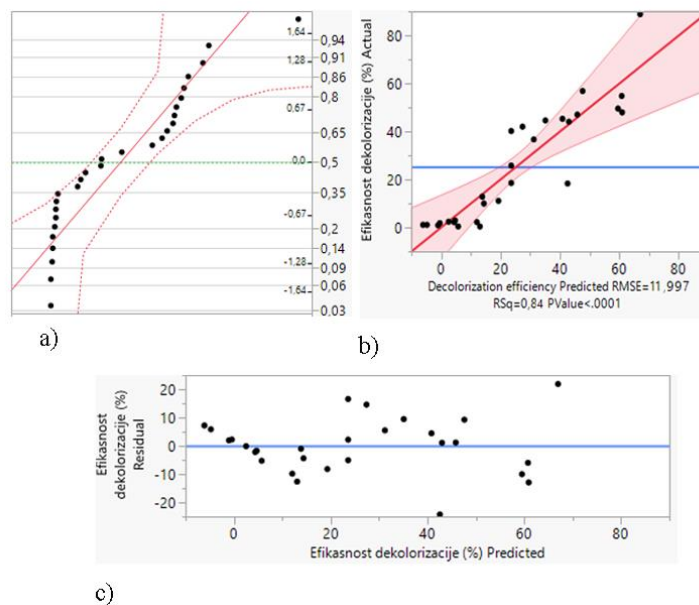 1.64
0,94
1.28
0,91
0,86
0.67
0,8
0,65
0.0
0,5
0,35
-0.67
0,2
0,14
-1.28
0,09
-1.64
0,06
0,03
a)
Efikasnost dekolorizacije (%) Actual
80
60
40
20
0
0 20 40 60 80
Decolorization efficiency Predicted RMSE=11,997
RSq=0,84 PValue<.0001
b)
Efikasnost
dekolorizacije (%)
Residual
20
10
0
-10
-20
0 20 40 60 80
Efikasnost dekolorizacije (%) Predicted
c)